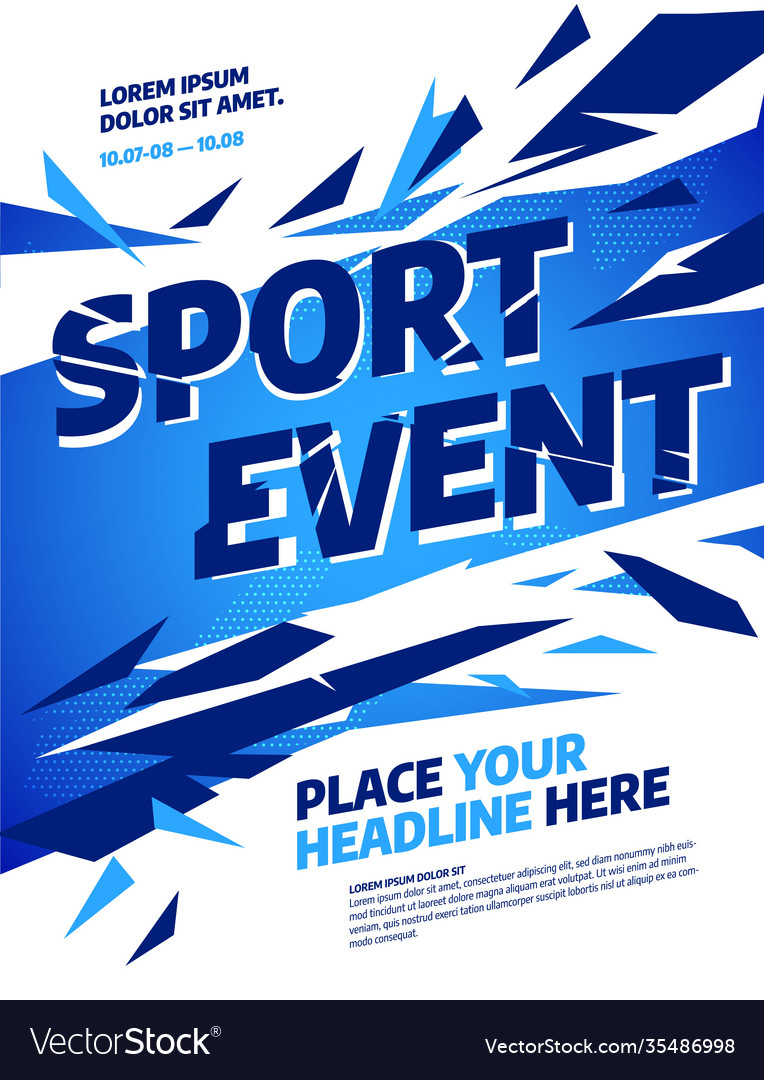 LOREM IPSUM
DOLOR SIT AMET.
10.07-08 — 10.08
SPORT
EVENT
PLACE YOUR
HEADLINE HERE
LOREM IPSUM DOLOR SIT
Lorem ipsum dolor sit amet, consectetuer adipiscing elit, sed diam nonummy nibh euis-
mod tincidunt ut laoreet dolore magna aliquam erat volutpat. Ut wisi enim ad minim
veniam, quis nostrud exerci tation ullamcorper suscipit lobortis nisl ut aliquip ex ea com-
modo consequat.
VectorStock®
VectorStock.com/35486998